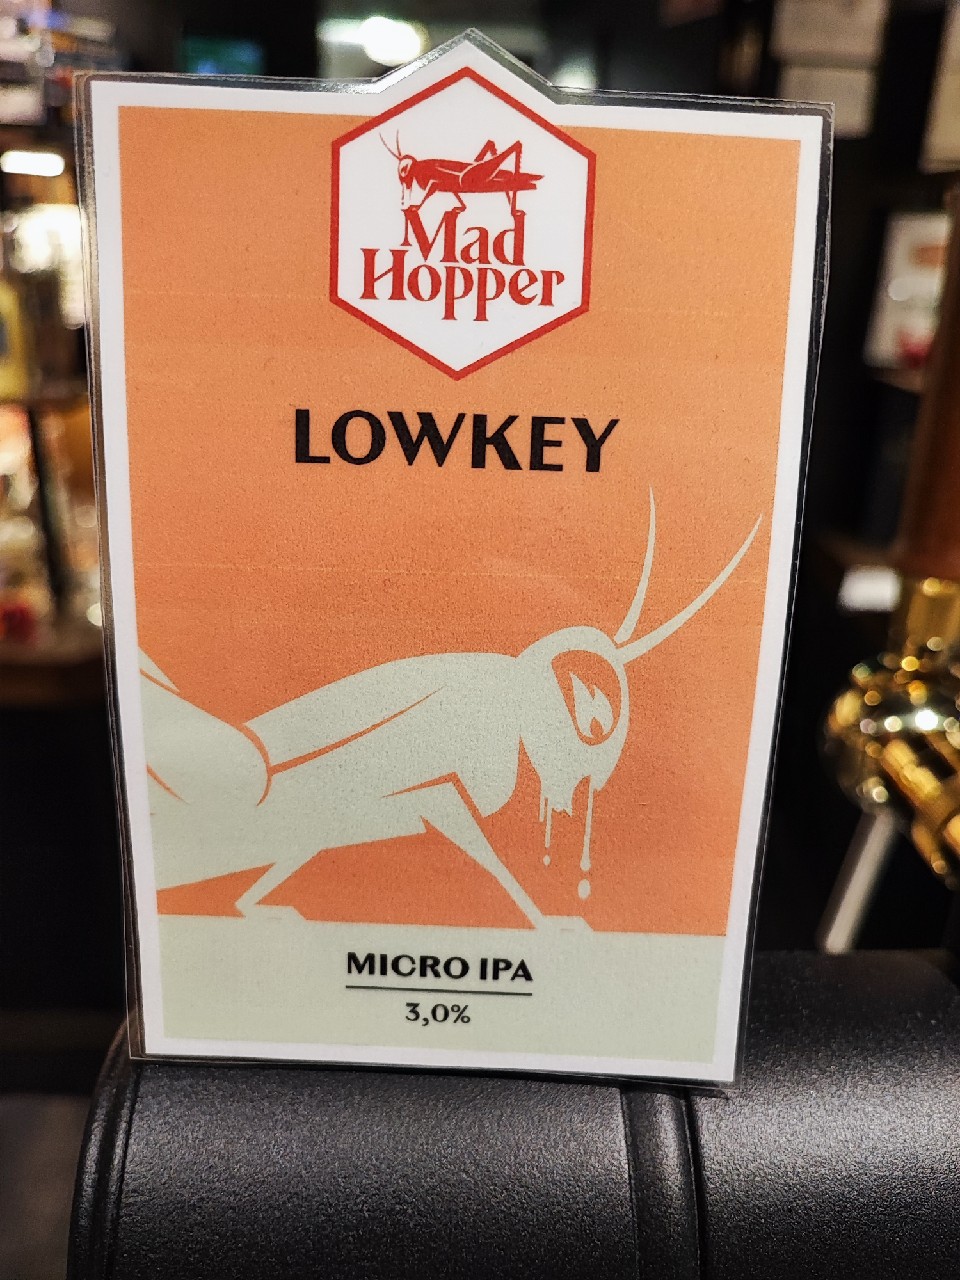 Mad
Hopper
LOWKEY
MICRO IPA
3,0%